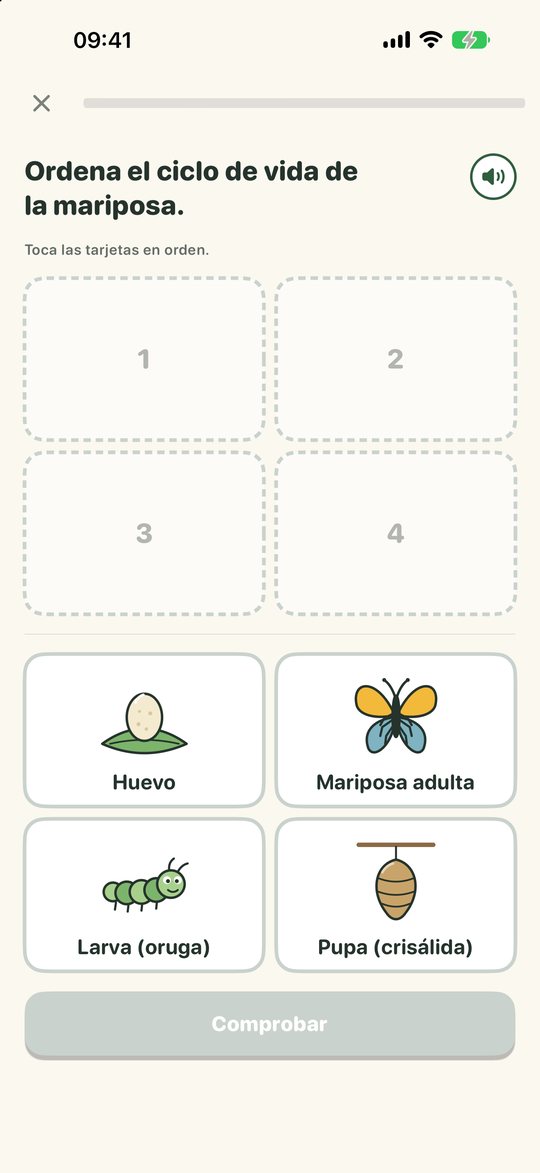 09:41
Ordena el ciclo de vida de
la mariposa.
Toca las tarjetas en orden.
1
2
3
4
Huevo
Mariposa adulta
Larva (oruga)
Pupa (crisálida)
Comprobar